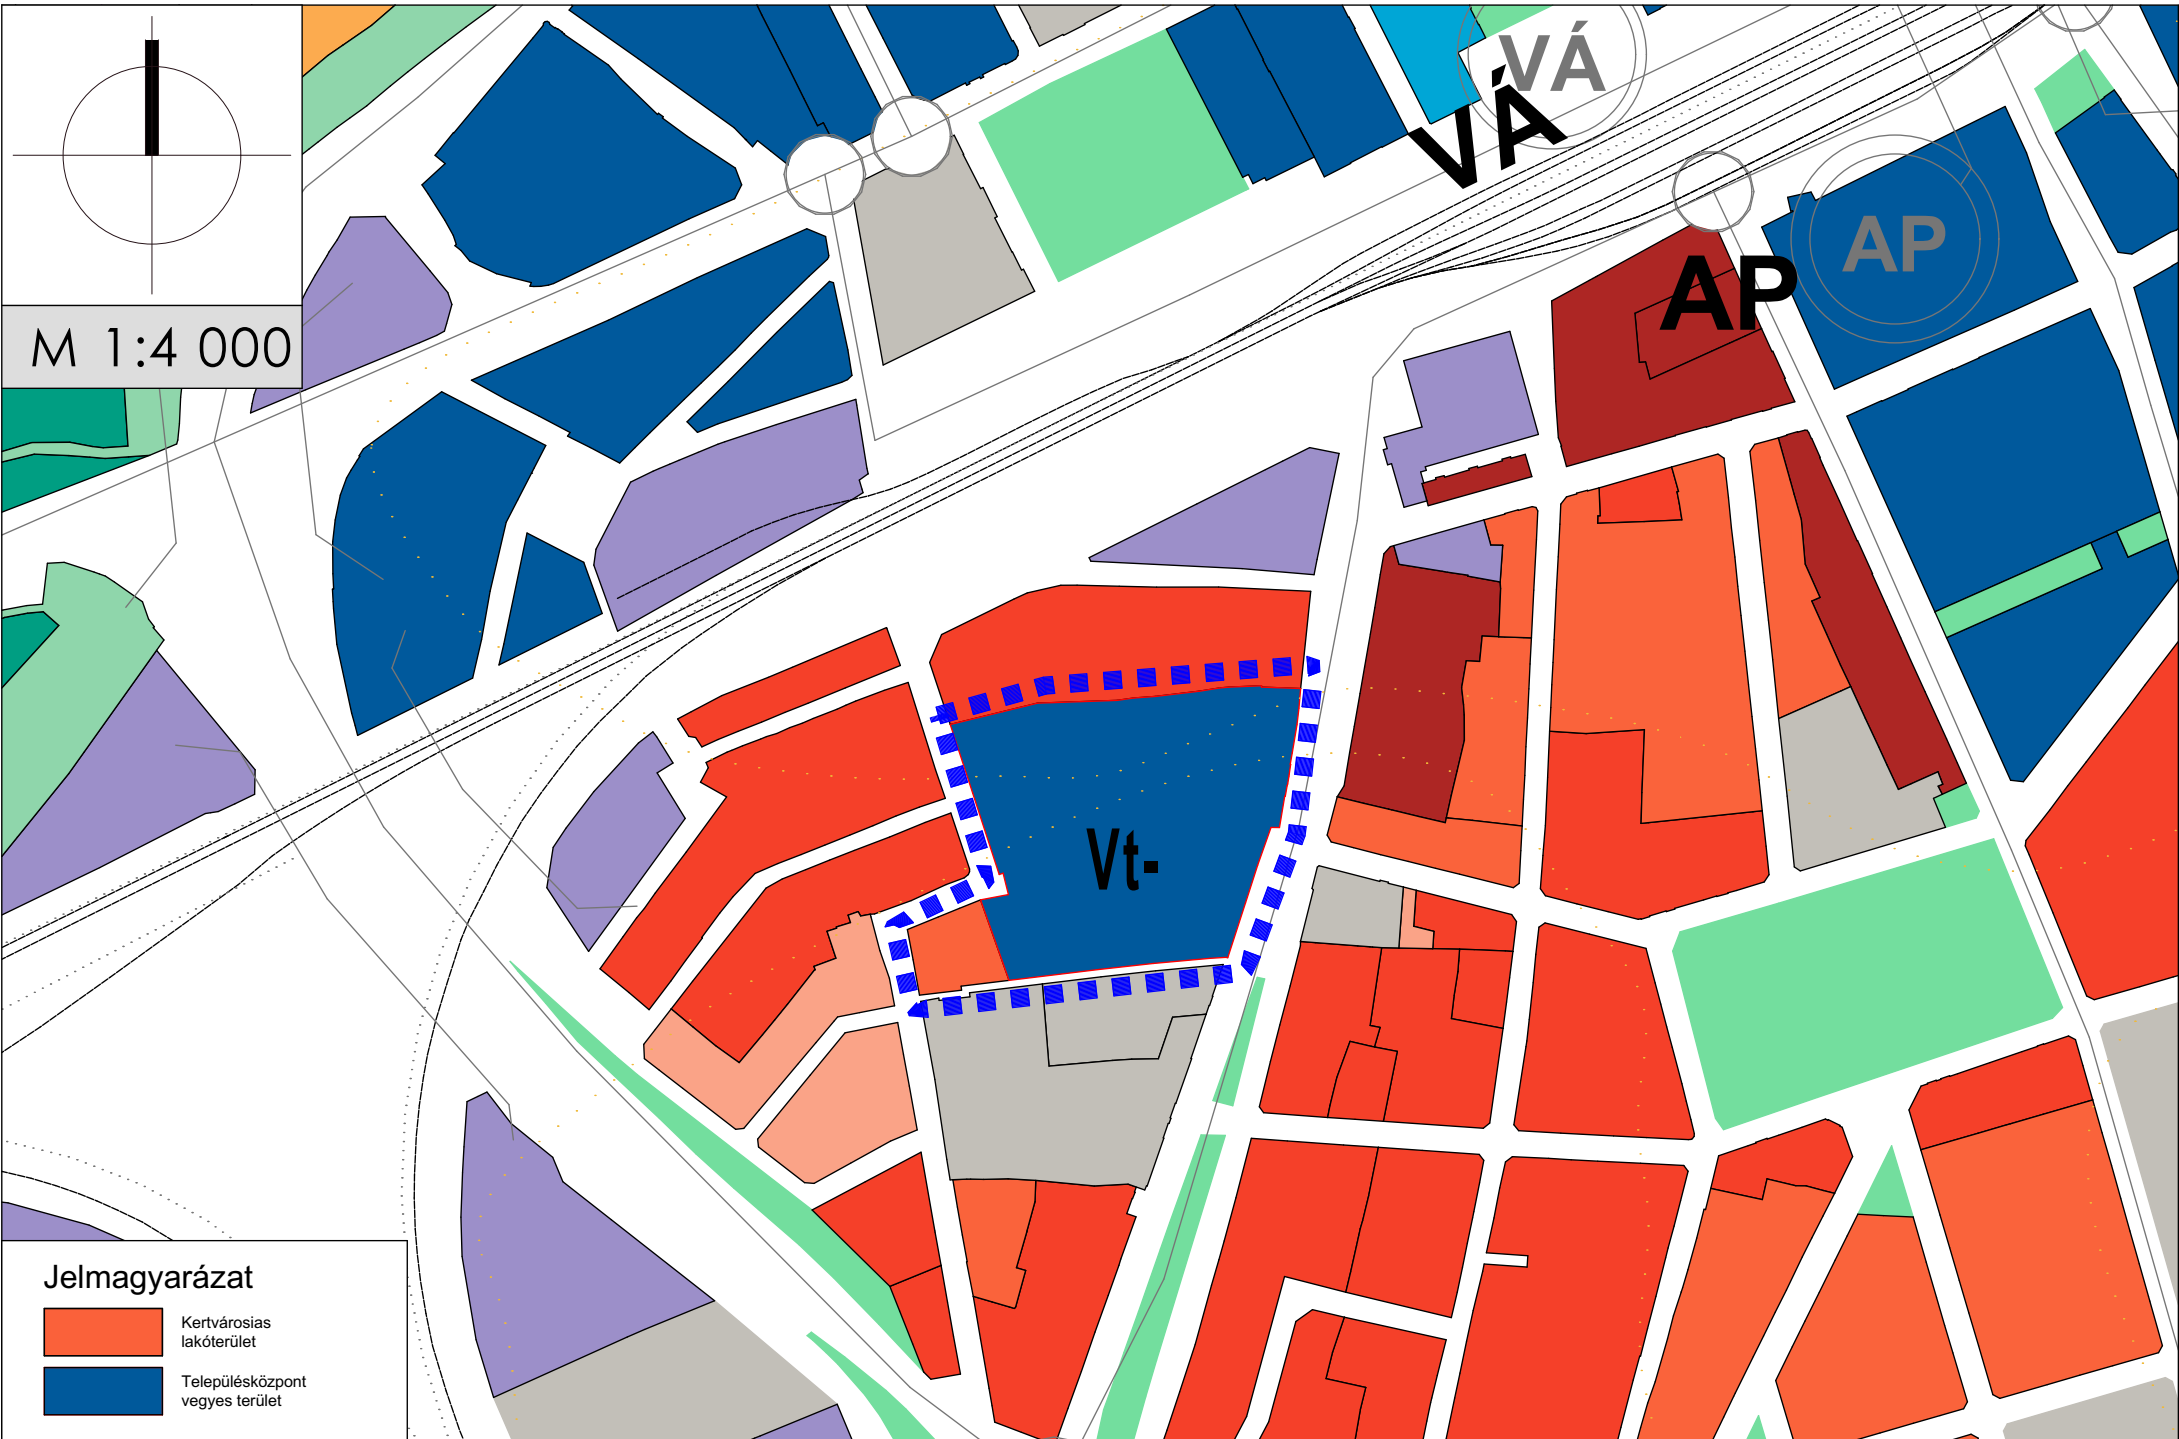 VÁ
VÁ
AP
AP
M 1:4 000
Vt-
Jelmagyarázat
Kertvárosias
lakóterület
Településközpont
vegyes terület